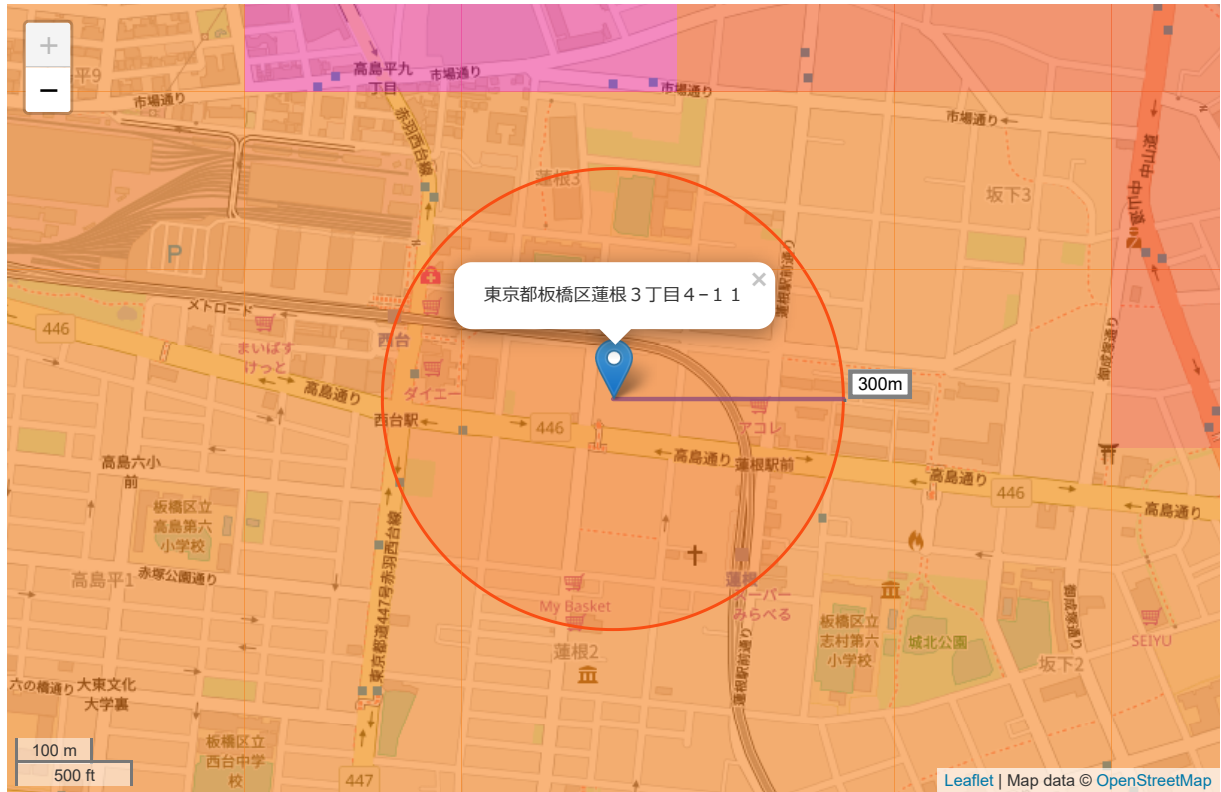 +
−
平9
市場通り
高島平九
丁目
市場通り
市場通り
市場通り
赤羽西台線
蓮根3
坂下3
P
蓮根駅前通り
東京都板橋区蓮根３丁目４−１１
×
メトロード
446
まいばす
けっと
西台
ダイエー
高島通り
西台駅
446
300m
アコレ
高島通り
蓮根駅前
高島通り
446
高島通り
御成塚通り
高島六小
前
板橋区立
高島第六
小学校
高島平1
赤塚公園通り
東京都道447号赤羽西台線
蓮根
スーパー
みらべる
My Basket
蓮根2
蓮根駅前通り
板橋区立
志村第六
小学校
城北公園
御成塚通り
坂下2
SEIYU
六の橋通り
大東文化
大学裏
板橋区立
西台中学
校
447
100 m
500 ft
Leaflet | Map data © OpenStreetMap